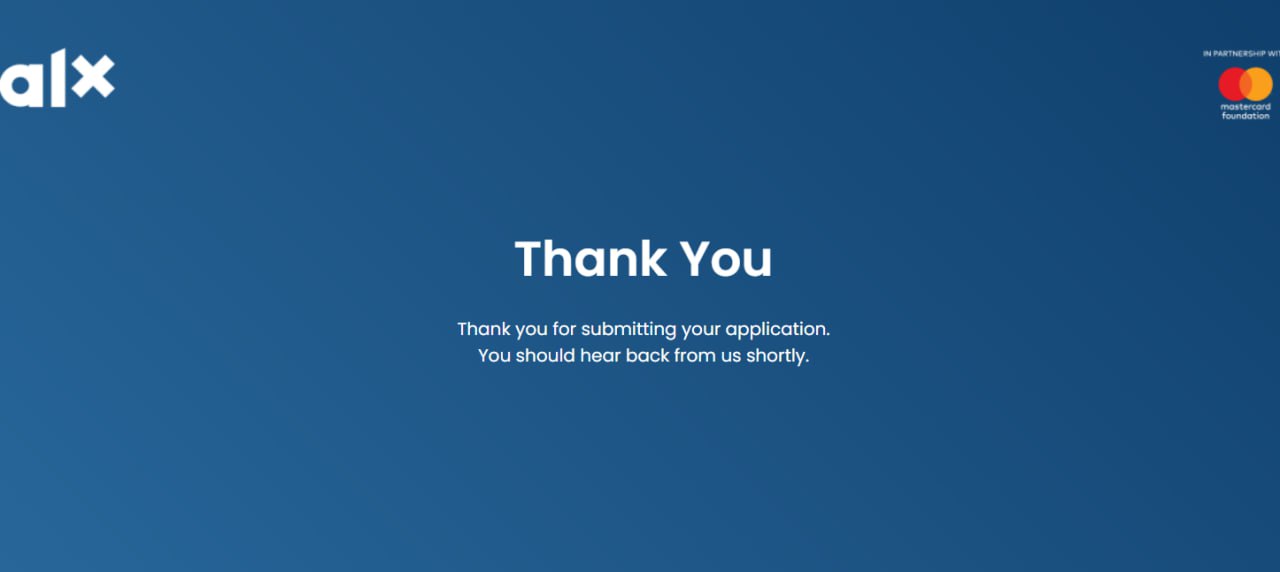 alx
IN PARTNERSHIP WIT
mastercard
foundation
Thank You
Thank you for submitting your application.
You should hear back from us shortly.